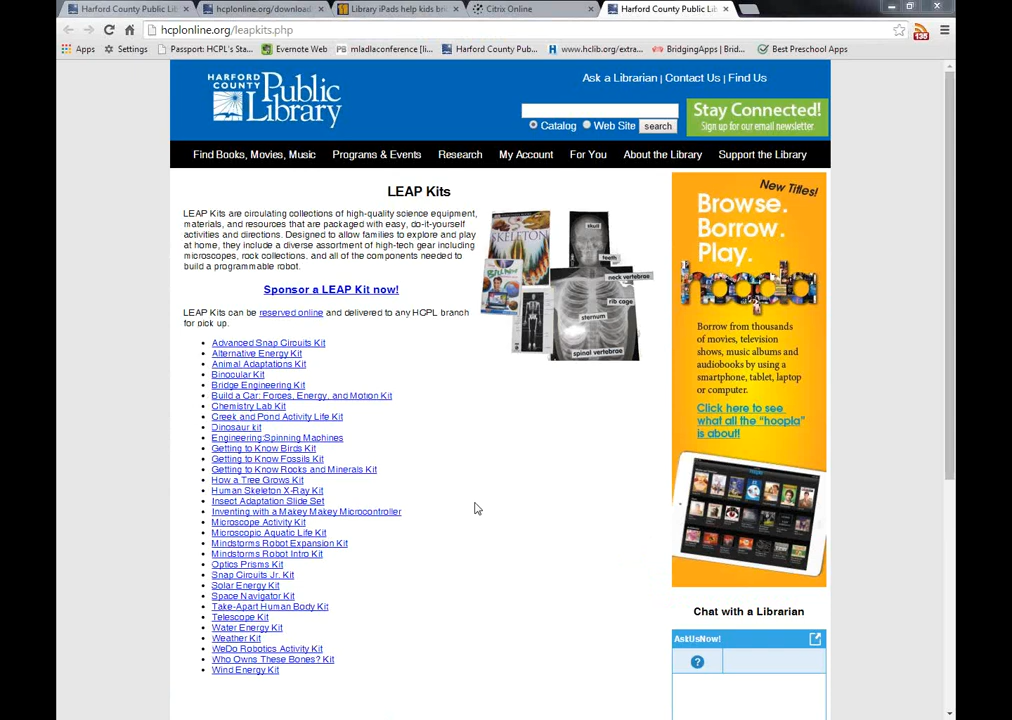 Harford County Public Li
hcplonline.org/download
Library iPads help kids br
Citrix Online
Harford County Public Lib
hcplonline.org/leapkits.php
135
Apps
Settings
Passport: HCPL's Sta...
Evernote Web
mladlaconference [li...
Harford County Pub...
www.hclib.org/extra...
BridgingApps | Brid...
Best Preschool Apps
HARFORD
COUNTY
Public
Library
Ask a Librarian | Contact Us | Find Us
Catalog Web Site search
Stay Connected!
Sign up for our email newsletter.
Find Books, Movies, Music Programs & Events Research My Account For You About the Library Support the Library
LEAP Kits
LEAP Kits are circulating collections of high-quality science equipment,
materials, and resources that are packaged with easy, do-it-yourself
activities and directions. Designed to allow families to explore and play
at home, they include a diverse assortment of high-tech gear including
microscopes, rock collections, and all of the components needed to
build a programmable robot.
SKELETON
skull
teeth
neck vertebrae
rib cage
sternum
spinal vertebrae
Sponsor a LEAP Kit now!
LEAP Kits can be reserved online and delivered to any HCPL branch
for pick up.
Advanced Snap Circuits Kit
Alternative Energy Kit
Animal Adaptations Kit
Binocular Kit
Bridge Engineering Kit
Build a Car: Forces, Energy, and Motion Kit
Chemistry Lab Kit
Creek and Pond Activity Life Kit
Dinosaur kit
Engineering:Spinning Machines
Getting to Know Birds Kit
Getting to Know Fossils Kit
Getting to Know Rocks and Minerals Kit
How a Tree Grows Kit
Human Skeleton X-Ray Kit
Insect Adaptation Slide Set
Inventing with a Makey Makey Microcontroller
Microscope Activity Kit
Microscopic Aquatic Life Kit
Mindstorms Robot Expansion Kit
Mindstorms Robot Intro Kit
Optics Prisms Kit
Snap Circuits Jr. Kit
Solar Energy Kit
Space Navigator Kit
Take-Apart Human Body Kit
Telescope Kit
Water Energy Kit
Weather Kit
WeDo Robotics Activity Kit
Who Owns These Bones? Kit
Wind Energy Kit
New Titles!
Browse.
Borrow.
Play.
hoopla
Borrow from thousands
of movies, television
shows, music albums and
audiobooks by using a
smartphone, tablet, laptop
or computer.
Click here to see
what all the "hoopla"
is about!
Chat with a Librarian
AskUsNow!
?